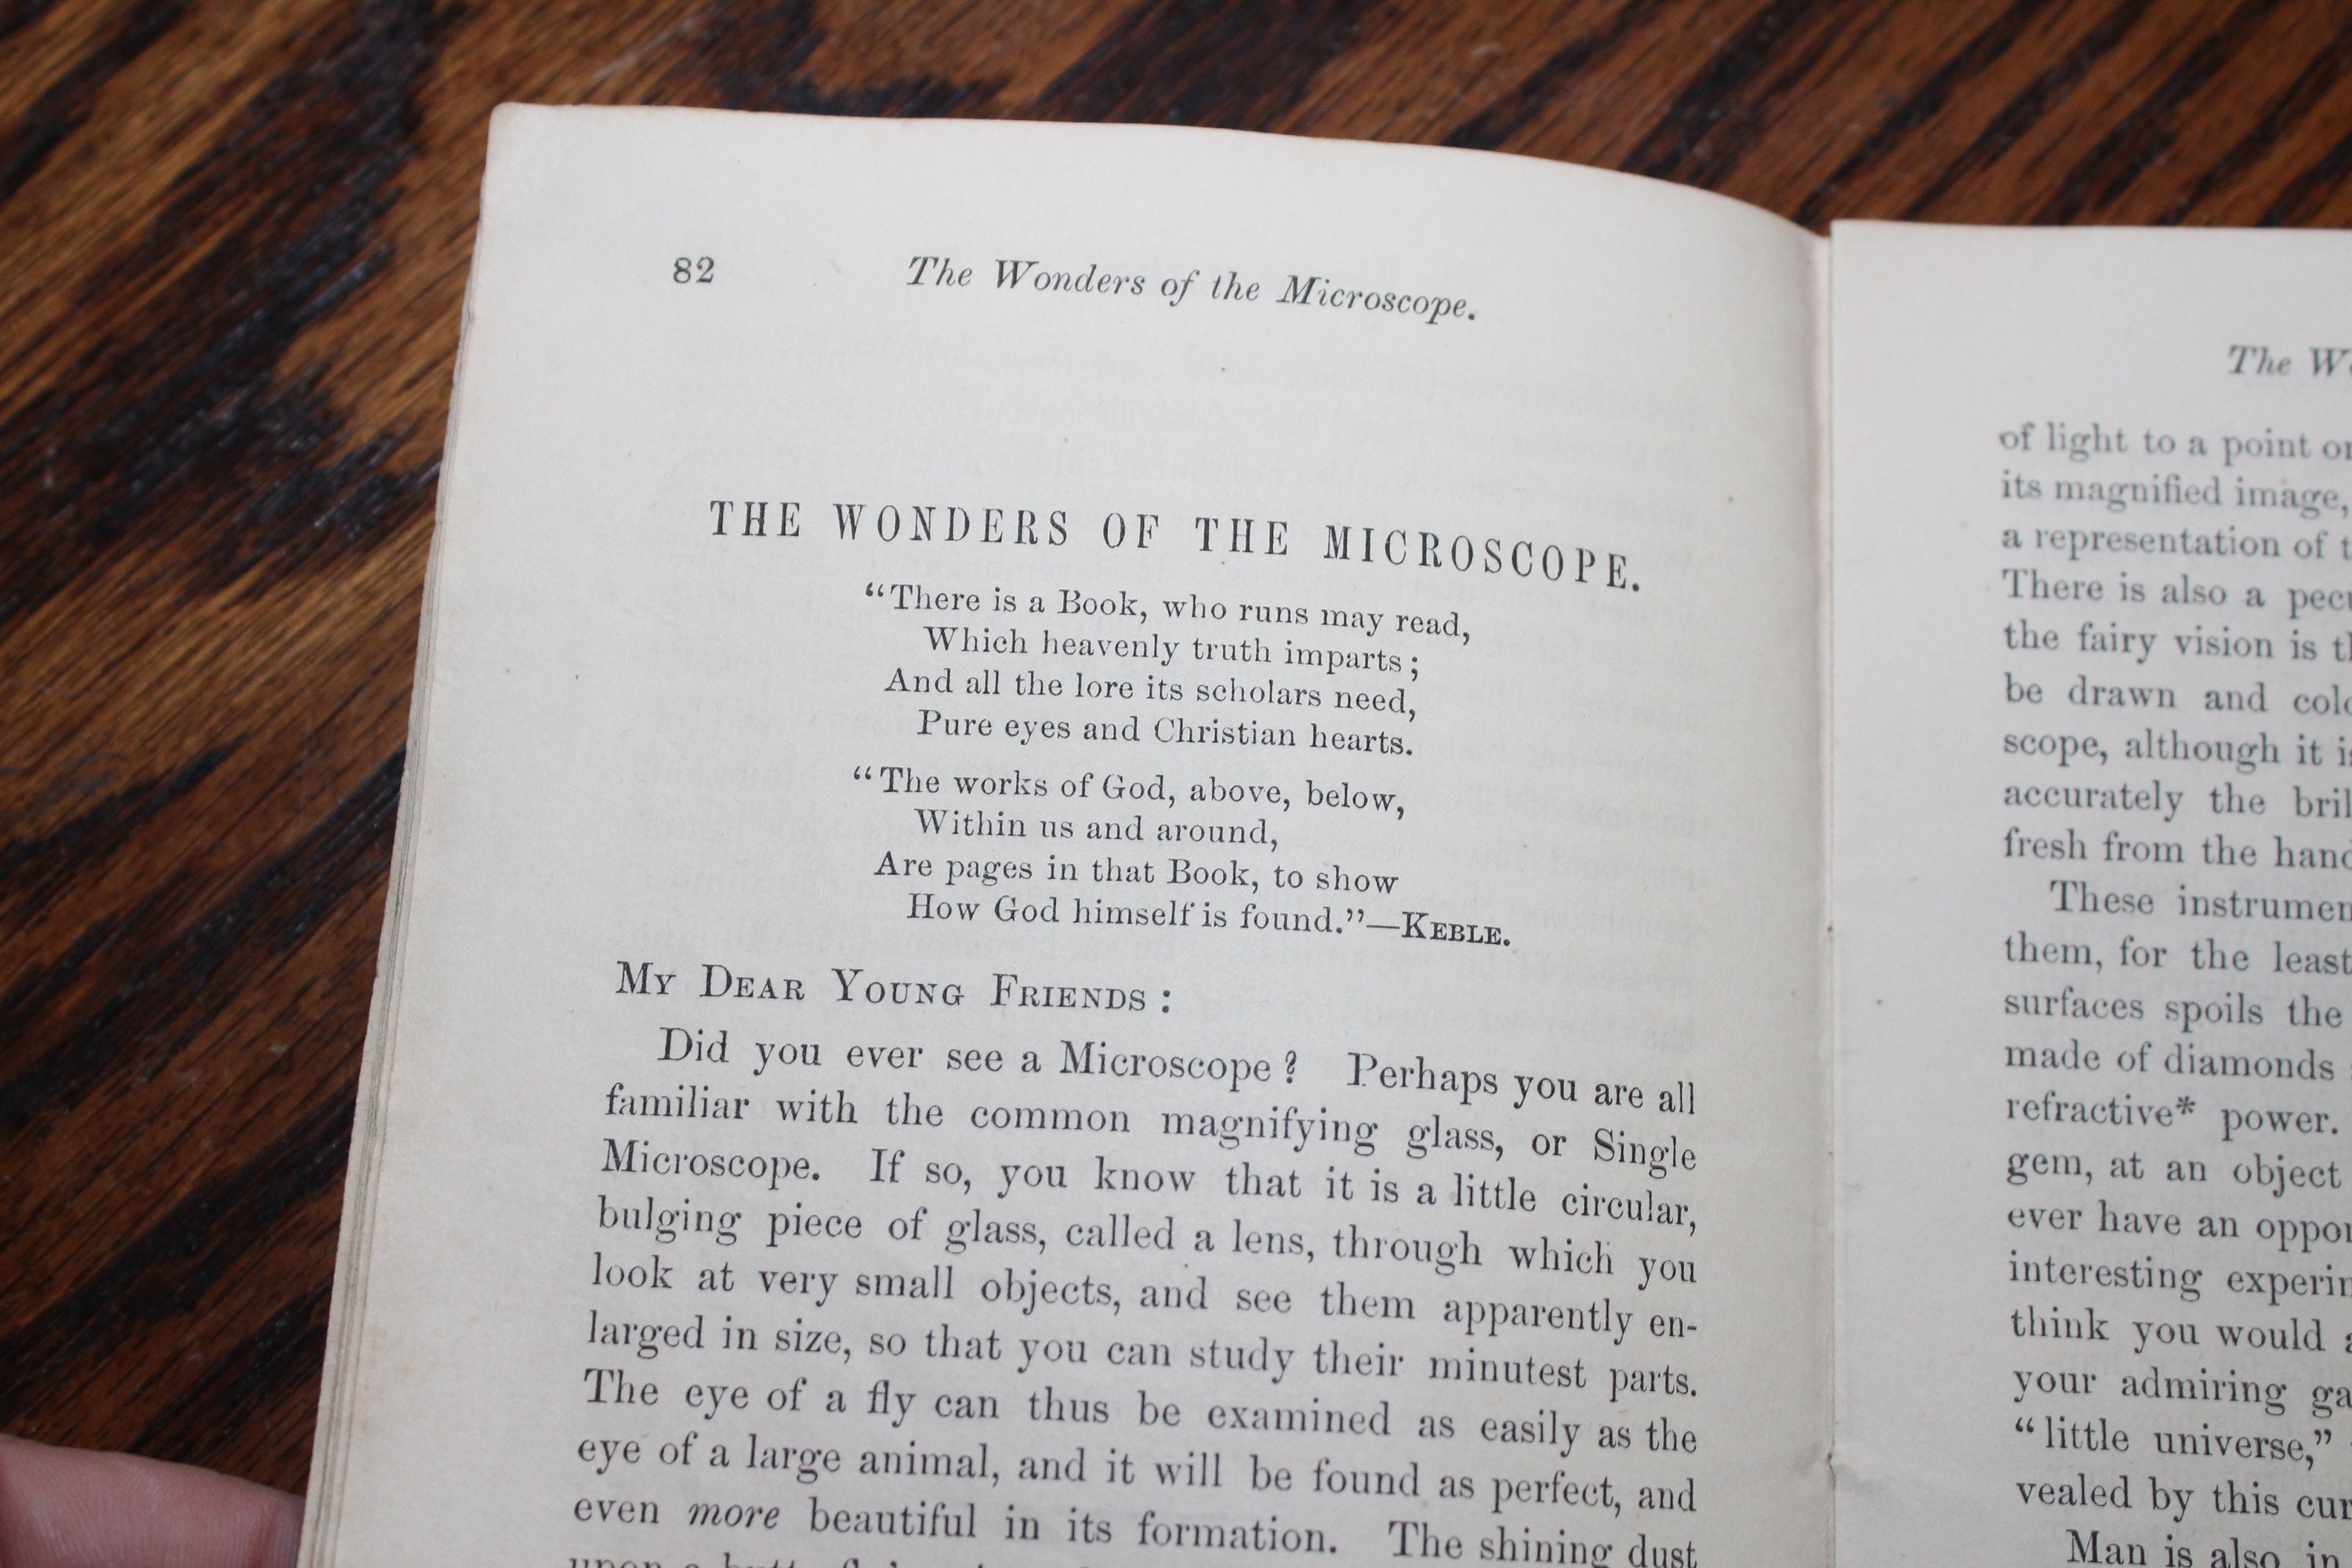 82
The Wonders of the Microscope.
THE WONDERS OF THE MICROSCOPE.
“There is a Book, who runs may read,
Which heavenly truth imparts;
And all the lore its scholars need,
Pure eyes and Christian hearts.
“The works of God, above, below,
Within us and around,
Are pages in that Book, to show
How God himself is found.”—KEBLE.
MY DEAR YOUNG FRIENDS:
Did you ever see a Microscope? Perhaps you are all
familiar with the common magnifying glass, or Single
Microscope. If so, you know that it is a little circular,
bulging piece of glass, called a lens, through which you
look at very small objects, and see them apparently en-
larged in size, so that you can study their minutest parts.
The eye of a fly can thus be examined as easily as the
eye of a large animal, and it will be found as perfect, and
even more beautiful in its formation. The shining dust
upon a
The
of light to a point
its magnified image,
a representation of
There is also a
the fairy vision is
be drawn and
scope, although it
accurately the
fresh from the
These
them, for the least
surfaces spoils the
made of diamonds
refractive* power.
gem, at an object
ever have an
interesting
think you would
your admiring
“little universe,”
vealed by this
Man is also